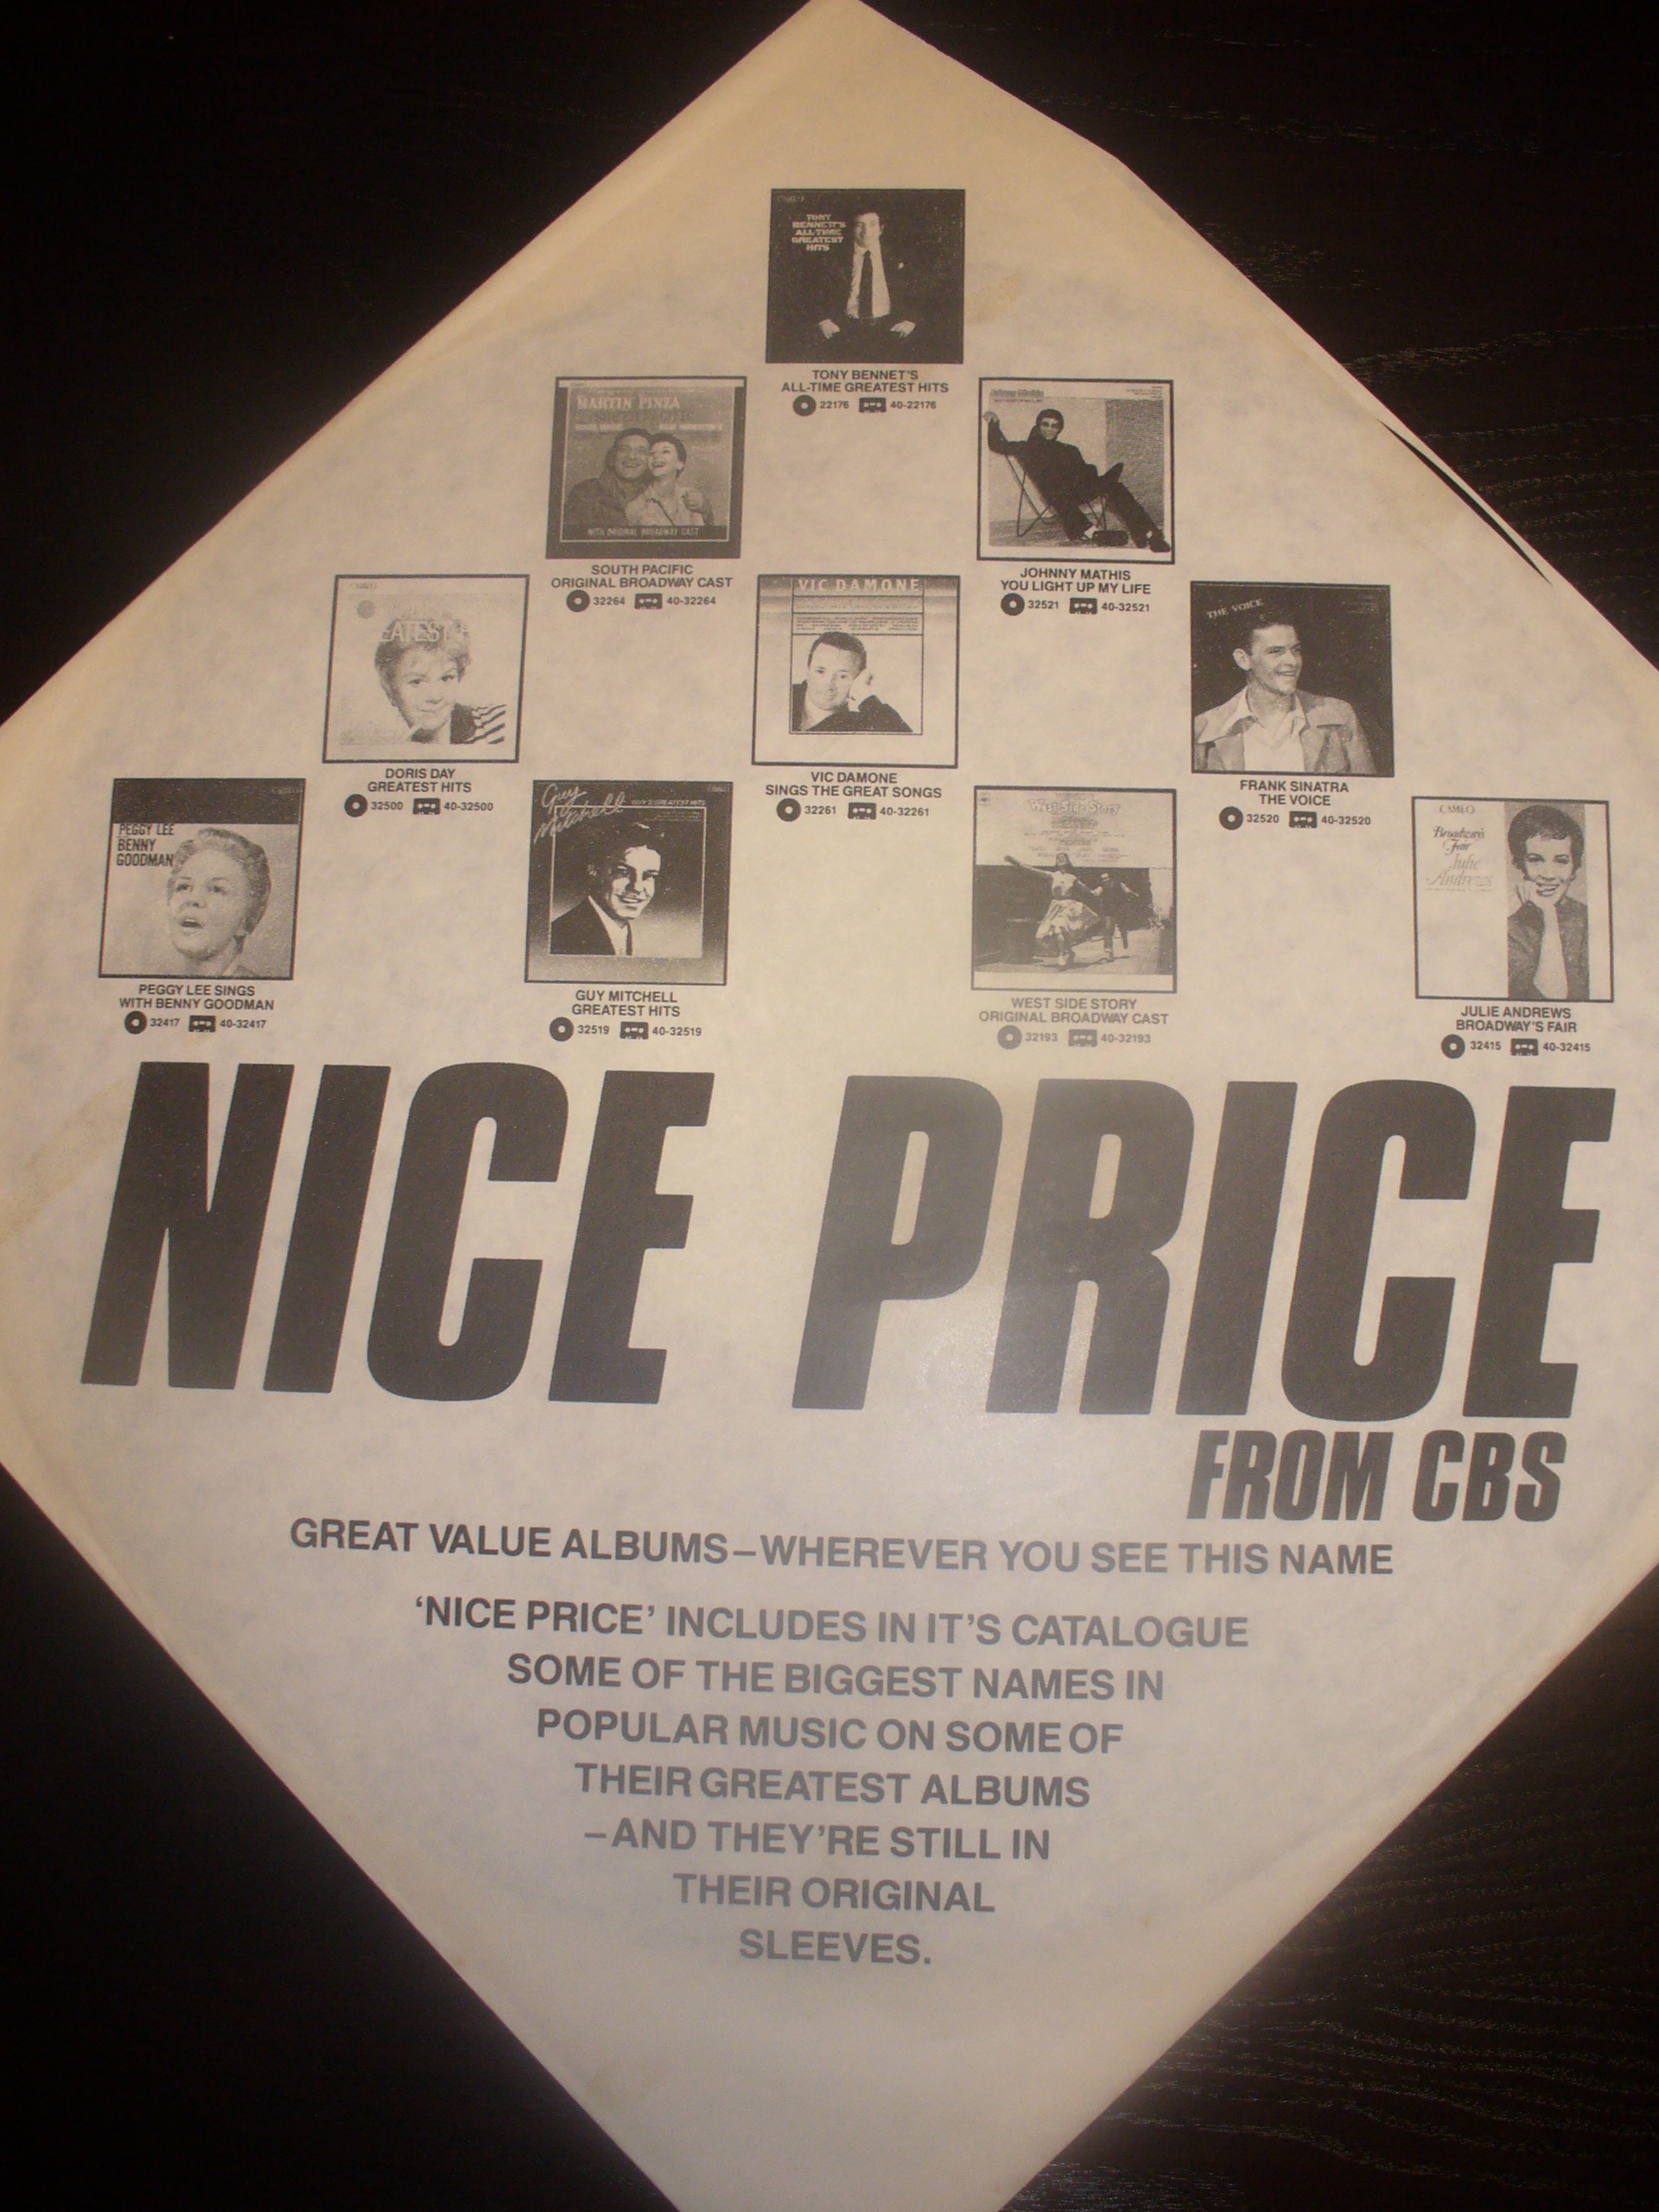 TONY
BENNETT'S
ALL-TIME
GREATEST
HITS
TONY BENNET'S
ALL-TIME GREATEST HITS
22176 40-22176
MARTIN PINZA
WITH ORIGINAL BROADWAY CAST
SOUTH PACIFIC
ORIGINAL BROADWAY CAST
32264 40-32264
Johnny Mathis
JOHNNY MATHIS
YOU LIGHT UP MY LIFE
32521 40-32521
DORIS DAY
GREATEST HITS
32500 40-32500
VIC DAMONE
VIC DAMONE
SINGS THE GREAT SONGS
32261 40-32261
THE VOICE
FRANK SINATRA
THE VOICE
32520 40-32520
PEGGY LEE
BENNY
GOODMAN
PEGGY LEE SINGS
WITH BENNY GOODMAN
32417 40-32417
Guy
Mitchell
GUY'S GREATEST HITS
GUY MITCHELL
GREATEST HITS
32519 40-32519
West Side Story
WEST SIDE STORY
ORIGINAL BROADWAY CAST
32193 40-32193
CAMEO
Broadway's
Fair
Julie
Andrews
JULIE ANDREWS
BROADWAY'S FAIR
32415 40-32415
NICE PRICE
FROM CBS
GREAT VALUE ALBUMS–WHEREVER YOU SEE THIS NAME
‘NICE PRICE’ INCLUDES IN IT’S CATALOGUE
SOME OF THE BIGGEST NAMES IN
POPULAR MUSIC ON SOME OF
THEIR GREATEST ALBUMS
–AND THEY’RE STILL IN
THEIR ORIGINAL
SLEEVES.